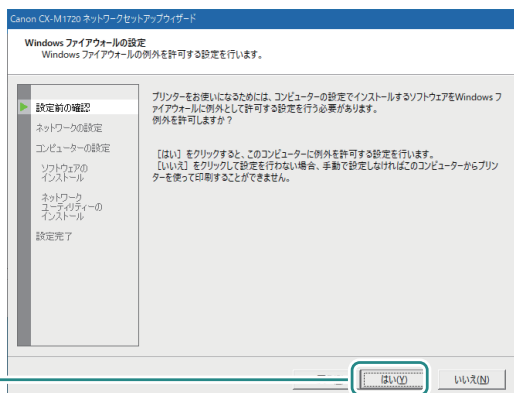 Canon CX-M1720 ネットワークセットアップウィザード
Windows ファイアウォールの設定
Windows ファイアウォールの例外を許可する設定を行います。
設定前の確認
ネットワークの設定
コンピューターの設定
ソフトウェアの
インストール
ネットワーク
ユーティリティーの
インストール
設定完了
プリンターをお使いになるためには、コンピューターの設定でインストールするソフトウェアをWindows フ
ァイアウォールに例外として許可する設定を行う必要があります。
例外を許可しますか？
［はい］をクリックすると、このコンピューターに例外を許可する設定を行います。
［いいえ］をクリックして設定を行わない場合、手動で設定しなければこのコンピューターからプリン
ターを使って印刷することができません。
はい(Y)
いいえ(N)